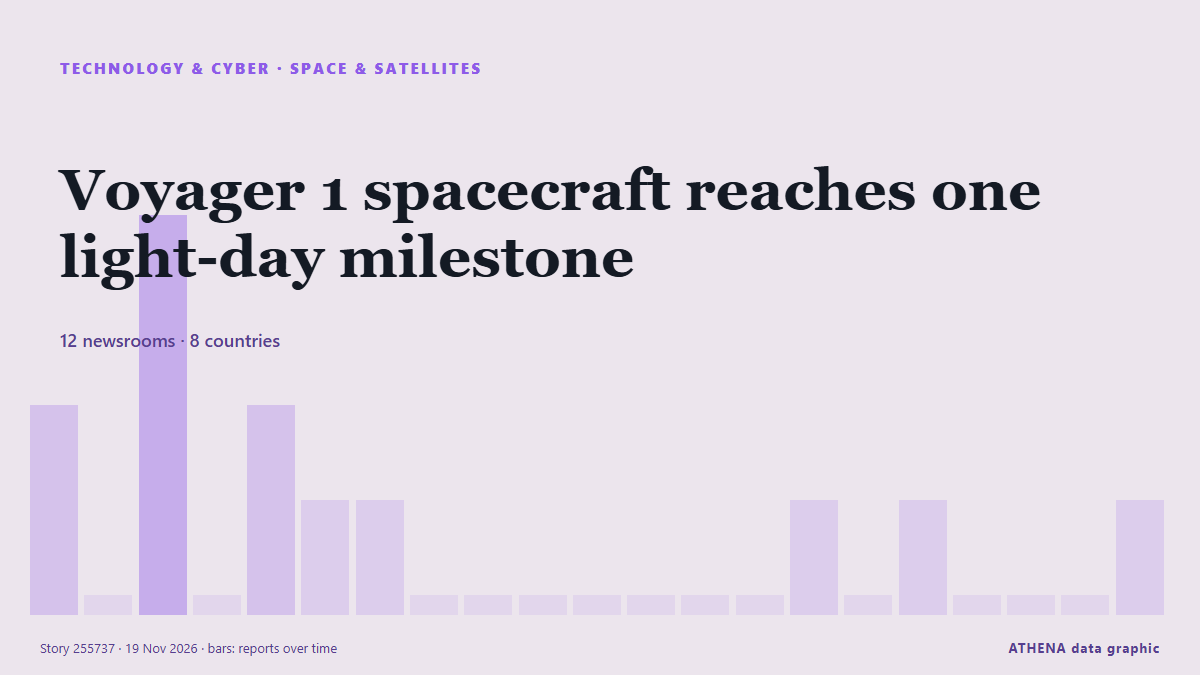 TECHNOLOGY & CYBER · SPACE & SATELLITES
Voyager 1 spacecraft reaches one
light-day milestone
12 newsrooms · 8 countries
Story 255737 · 19 Nov 2026 · bars: reports over time
ATHENA data graphic